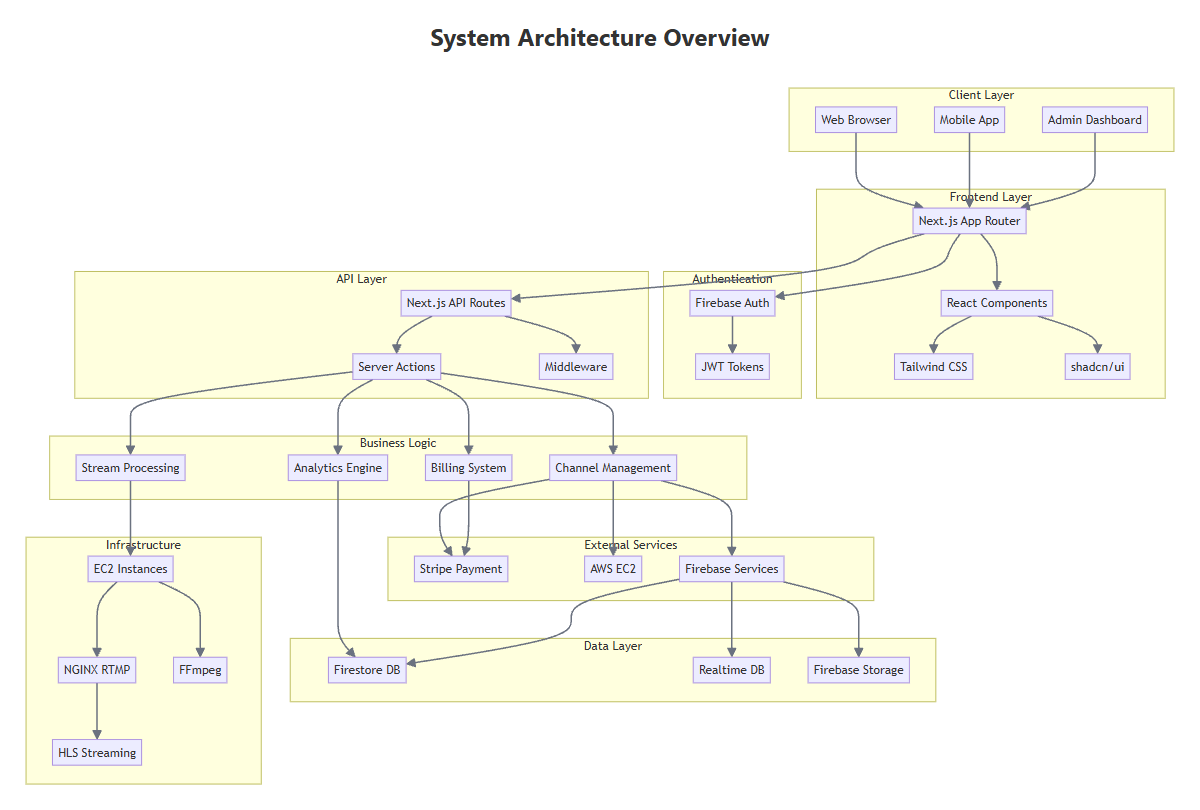 System Architecture Overview
Client Layer
Web Browser
Mobile App
Admin Dashboard
Frontend Layer
Next.js App Router
API Layer
Authentication
Next.js API Routes
Firebase Auth
React Components
Server Actions
Middleware
JWT Tokens
Tailwind CSS
shadcn/ui
Business Logic
Stream Processing
Analytics Engine
Billing System
Channel Management
Infrastructure
External Services
EC2 Instances
Stripe Payment
AWS EC2
Firebase Services
Data Layer
NGINX RTMP
FFmpeg
Firestore DB
Realtime DB
Firebase Storage
HLS Streaming